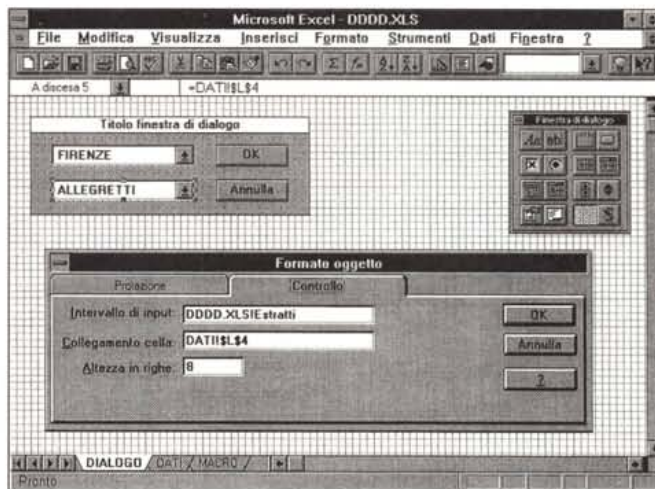 Microsoft Excel - DDDD.XLS
File Modifica Visualizza Inserisci Formato Strumenti Dati Finestra ?
A discesa 5 =DATI!$L$4
Titolo finestra di dialogo
FIRENZE OK
ALLEGRETTI Annulla
Finestra di dialogo
Aa ab
Formato oggetto
Protezione Controllo
Intervallo di input: DDDD.XLS!Estratti
Collegamento cella: DATI!$L$4
Altezza in righe: 8
OK
Annulla
?
DIALOGO DATI MACRO
Pronto